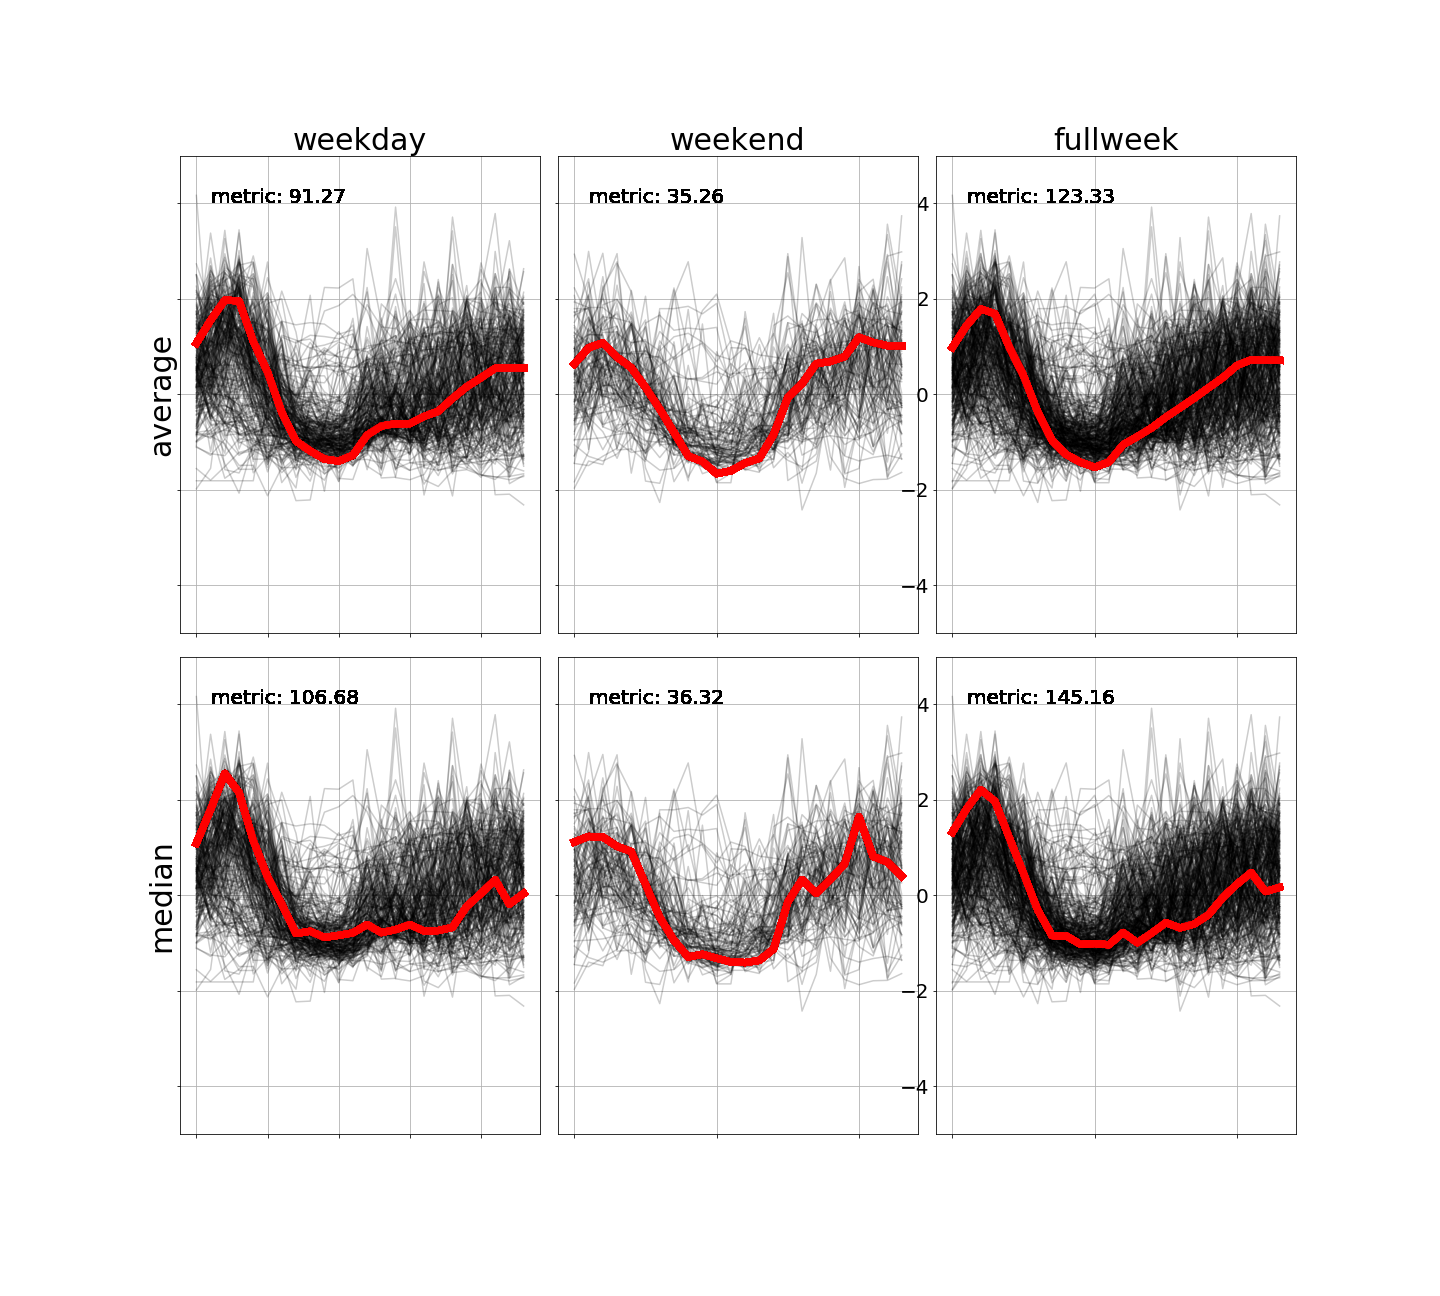 weekday weekend fullweek
average
metric: 91.27
metric: 35.26
metric: 123.33
4
2
0
−2
−4
median
metric: 106.68
metric: 36.32
metric: 145.16
4
2
0
−2
−4